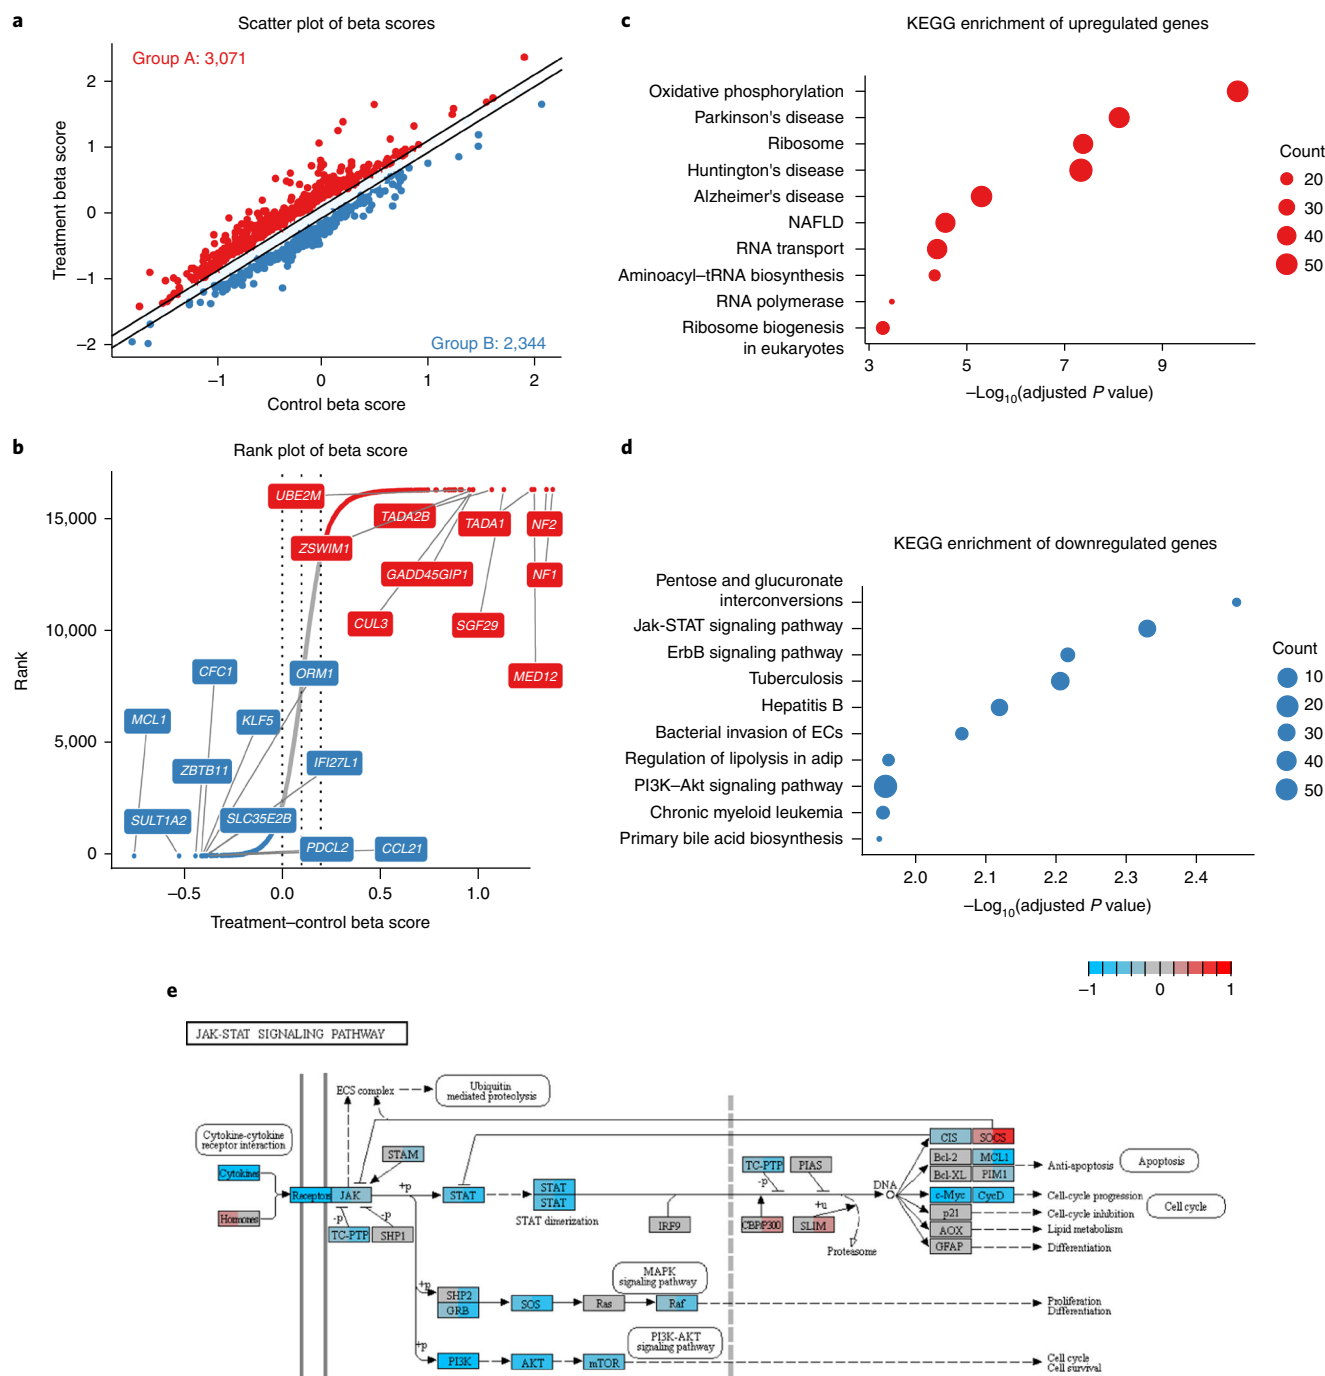 a
Scatter plot of beta scores
Group A: 3,071
Group B: 2,344
Treatment beta score
2
1
0
–1
–2
–1
0
1
2
Control beta score
b
Rank plot of beta score
Rank
15,000
10,000
5,000
0
UBE2M
TADA2B
TADA1
NF2
ZSWIM1
GADD45GIP1
NF1
CUL3
SGF29
MED12
CFC1
ORM1
MCL1
KLF5
ZBTB11
IFI27L1
SULT1A2
SLC35E2B
PDCL2
CCL21
–0.5
0.0
0.5
1.0
Treatment–control beta score
c
KEGG enrichment of upregulated genes
Oxidative phosphorylation
Parkinson's disease
Ribosome
Huntington's disease
Alzheimer's disease
NAFLD
RNA transport
Aminoacyl–tRNA biosynthesis
RNA polymerase
Ribosome biogenesis
in eukaryotes
3
5
7
9
–Log10(adjusted P value)
Count
20
30
40
50
d
KEGG enrichment of downregulated genes
Pentose and glucuronate
interconversions
Jak-STAT signaling pathway
ErbB signaling pathway
Tuberculosis
Hepatitis B
Bacterial invasion of ECs
Regulation of lipolysis in adip
PI3K–Akt signaling pathway
Chronic myeloid leukemia
Primary bile acid biosynthesis
2.0
2.1
2.2
2.3
2.4
–Log10(adjusted P value)
Count
10
20
30
40
50
–1
0
1
e
JAK-STAT SIGNALING PATHWAY
ECS complex
Ubiquitin
mediated proteolysis
Cytokine-cytokine
receptor interaction
Cytokines
Hormones
Receptors
JAK
STAM
+p
-p
-p
TC-PTP
SHP1
STAT
STAT
STAT
STAT dimerization
IRF9
TC-PTP
PIAS
-p
+u
CBP/P300
SLIM
Proteasome
DNA
CIS
SOCS
Bcl-2
MCL1
Bcl-XL
PIM1
c-Myc
CycD
p21
AOX
GFAP
Anti-apoptosis
Apoptosis
Cell-cycle progression
Cell-cycle inhibition
Cell cycle
Lipid metabolism
Differentiation
+p
SHP2
GRB
SOS
Ras
Raf
MAPK
signaling pathway
Proliferation
Differentiation
+p
PI3K
AKT
mTOR
PI3K-AKT
signaling pathway
Cell cycle
Cell survival